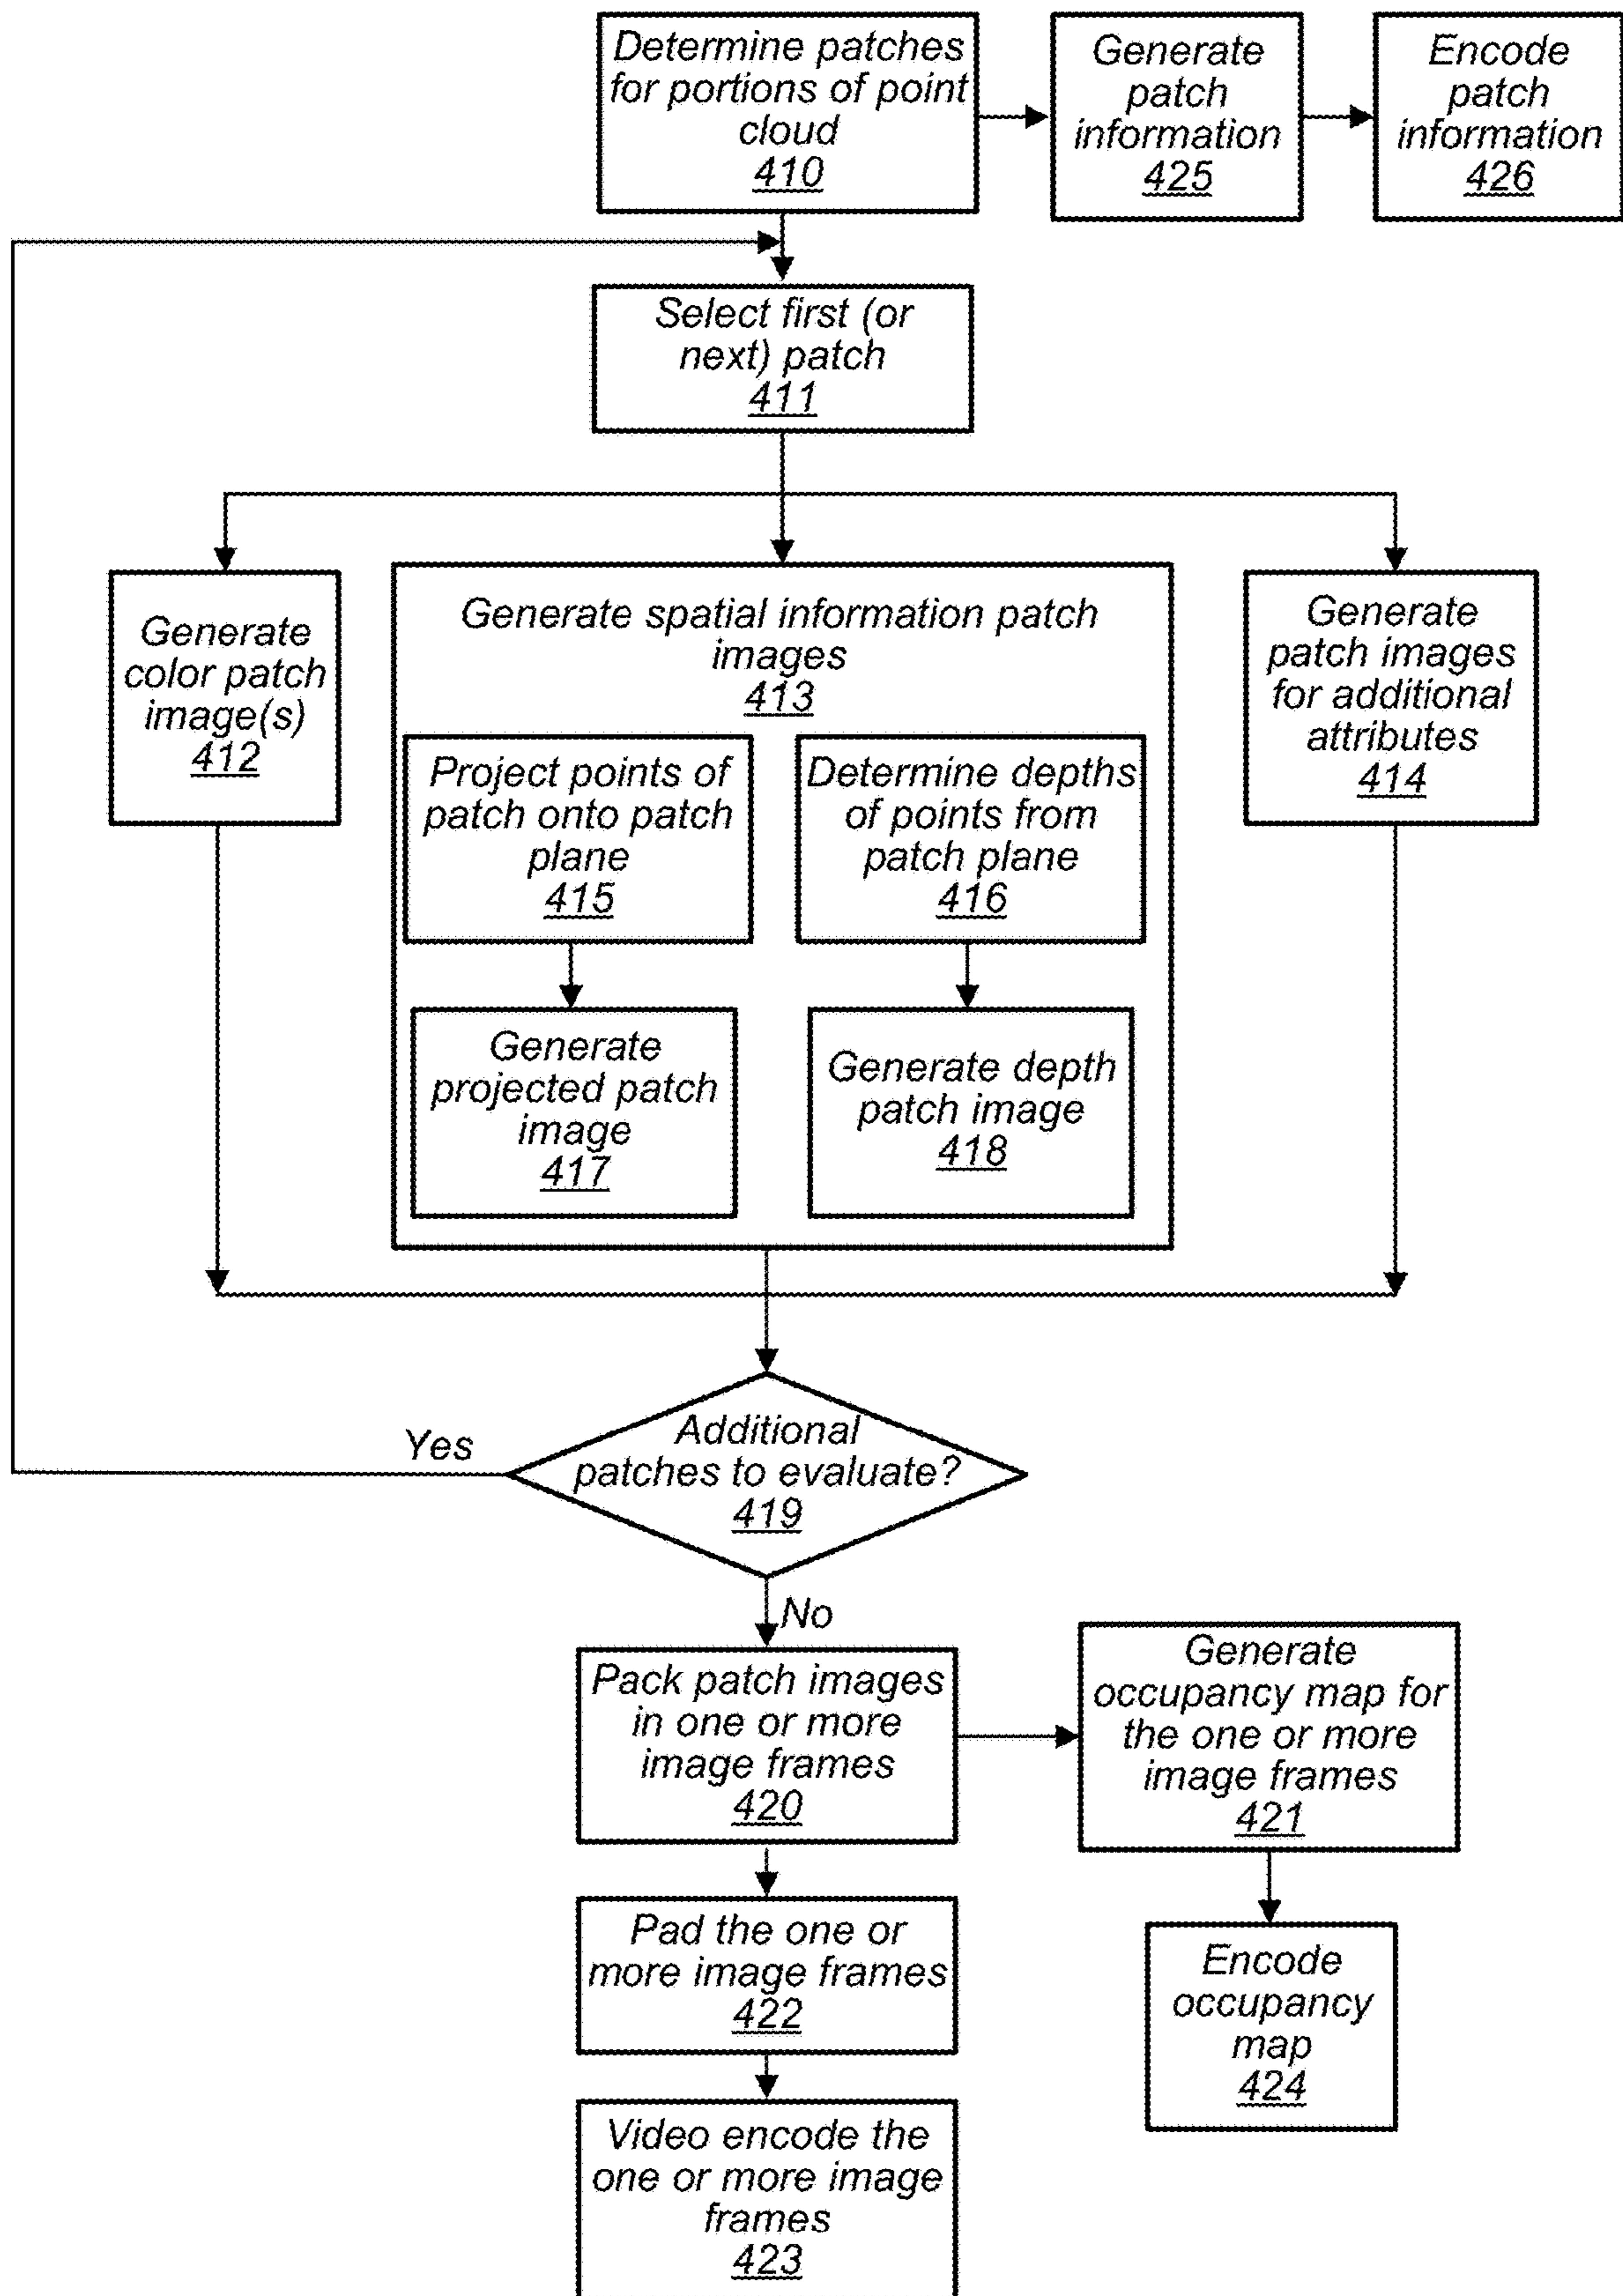 Determine patches
for portions of point
cloud
410
Generate
patch
information
425
Encode
patch
information
426
Select first (or
next) patch
411
Generate
color patch
image(s)
412
Generate spatial information patch
images
413
Project points of
patch onto patch
plane
415
Determine depths
of points from
patch plane
416
Generate
projected patch
image
417
Generate depth
patch image
418
Generate
patch images
for additional
attributes
414
Additional
patches to evaluate?
419
Yes
No
Pack patch images
in one or more
image frames
420
Generate
occupancy map for
the one or more
image frames
421
Pad the one or
more image frames
422
Encode
occupancy
map
424
Video encode the
one or more image
frames
423